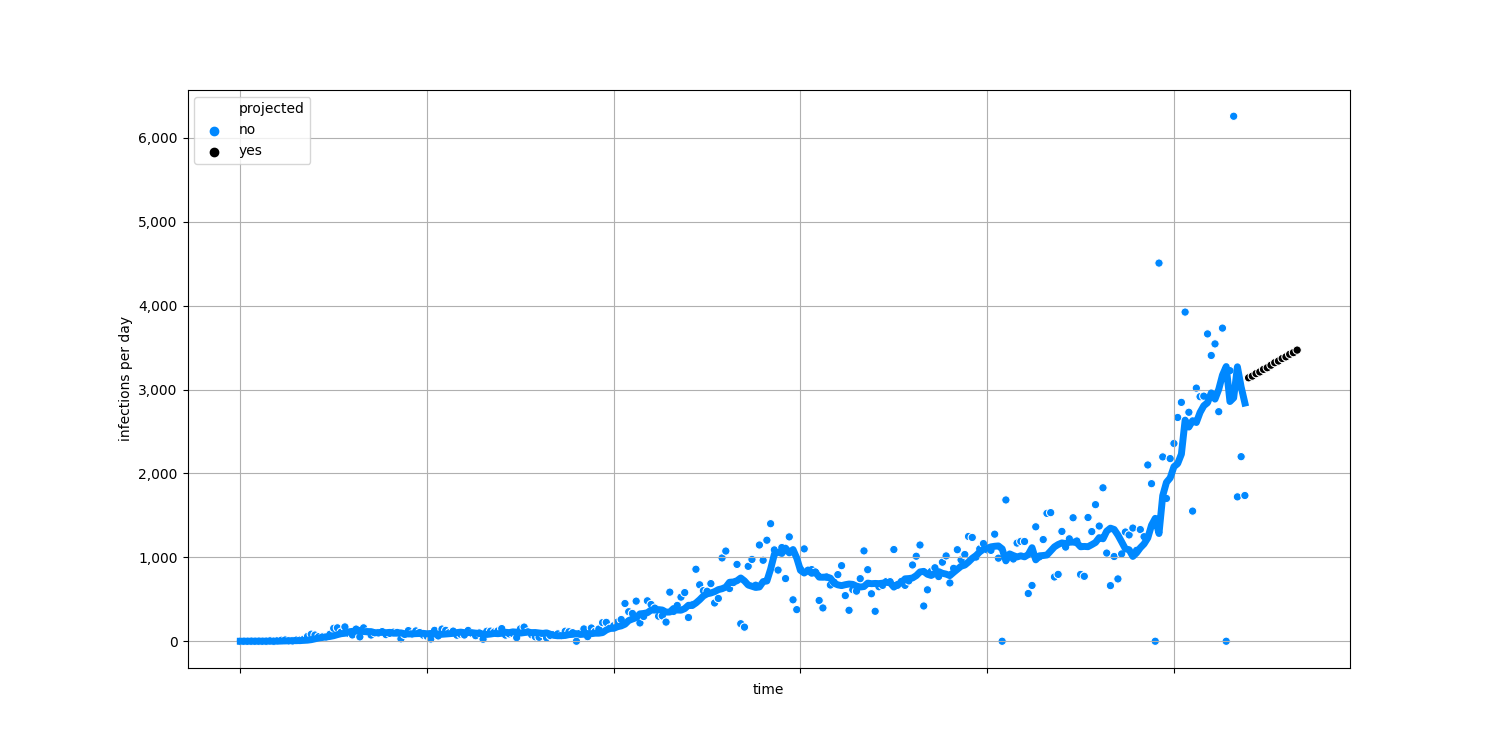 projected
no
yes
6,000
5,000
4,000
3,000
2,000
1,000
0
infections per day
time